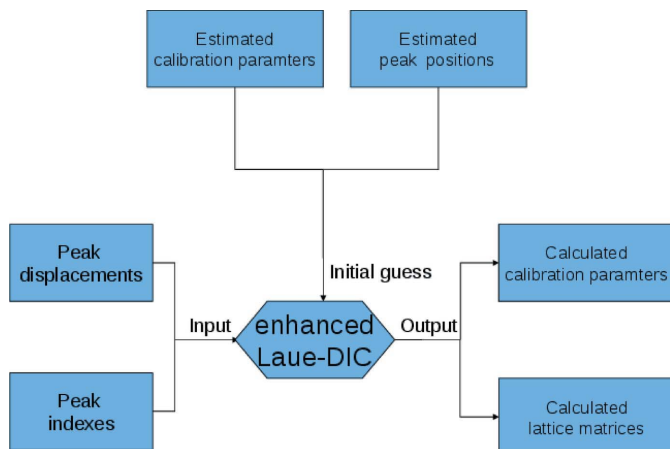 Estimated
calibration paramters
Estimated
peak positions
Peak
displacements
Initial guess
Calculated
calibration paramters
Input
enhanced
Laue-DIC
Output
Peak
indexes
Calculated
lattice matrices